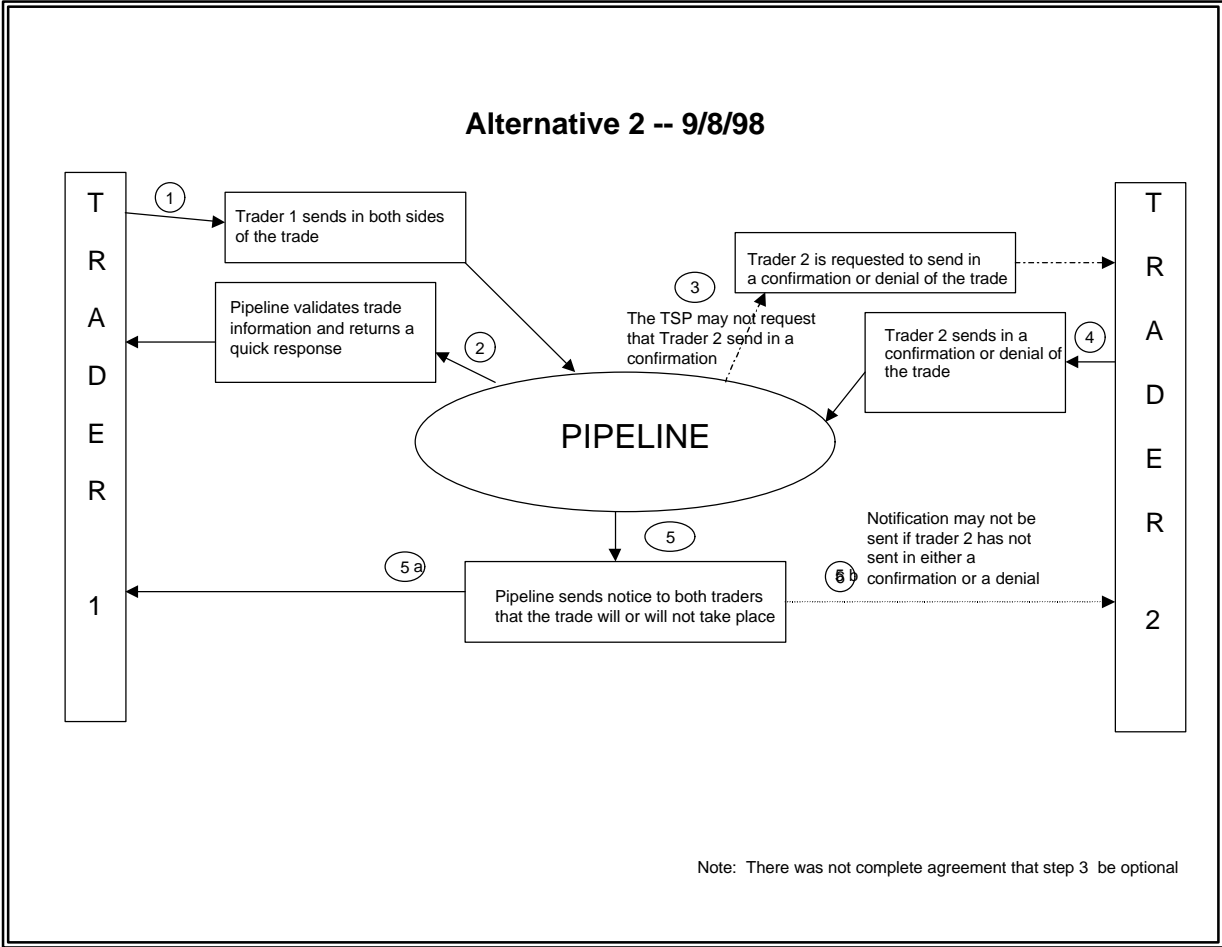 Alternative 2 -- 9/8/98
TRADER 1
1
Trader 1 sends in both sides
of the trade
Pipeline validates trade
information and returns a
quick response
2
3
The TSP may not request
that Trader 2 send in a
confirmation
Trader 2 is requested to send in
a confirmation or denial of the trade
Trader 2 sends in a
confirmation or denial of
the trade
4
TRADER 2
PIPELINE
5
5 a
Pipeline sends notice to both traders
that the trade will or will not take place
b
Notification may not be
sent if trader 2 has not
sent in either a
confirmation or a denial
Note: There was not complete agreement that step 3 be optional